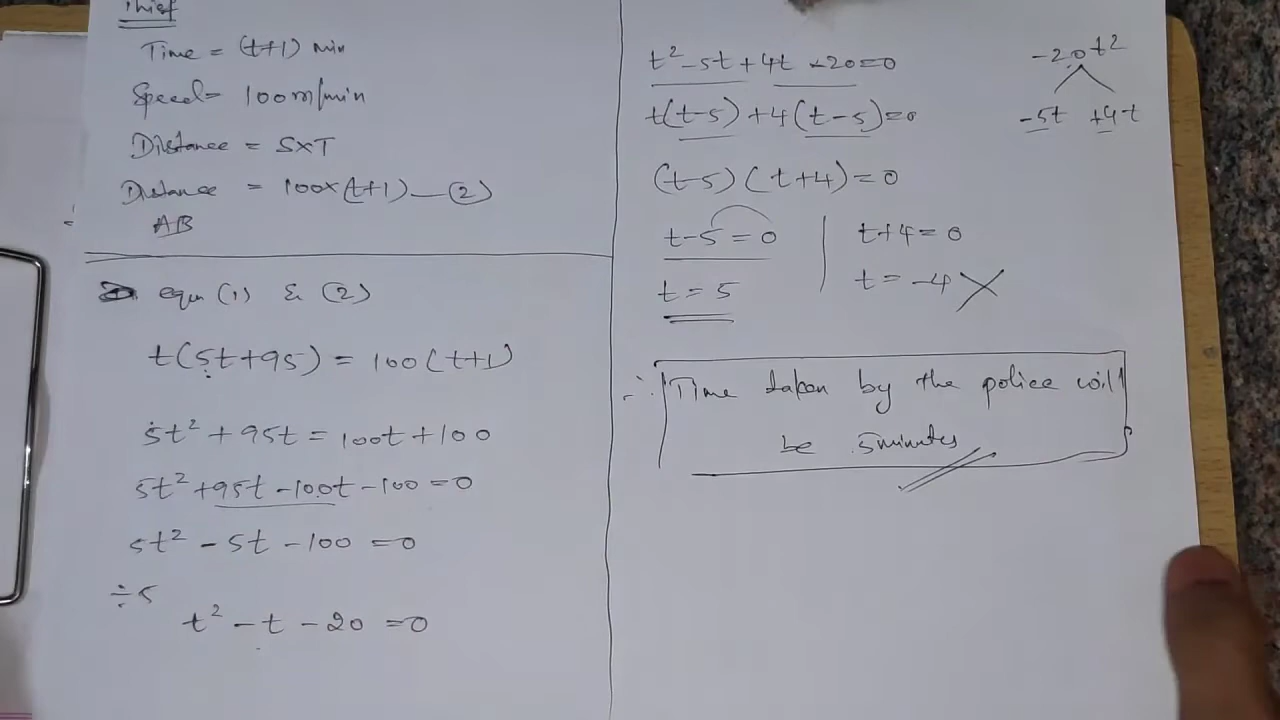 Thief
Time = (t+1) min
Speed = 100m/min
Distance = S×T
Distance = 100×(t+1) — (2)
AB
equ (1) & (2)
t(5t+95) = 100(t+1)
5t² + 95t = 100t + 100
5t² + 95t - 100t - 100 = 0
5t² - 5t - 100 = 0
÷5
t² - t - 20 = 0
t² - 5t + 4t - 20 = 0
t(t-5) + 4(t-5) = 0
(t-5) (t+4) = 0
t-5 = 0 | t+4 = 0
t = 5 t = -4 ×
∴ Time taken by the police will
be 5minutes
-20t²
-5t +4t